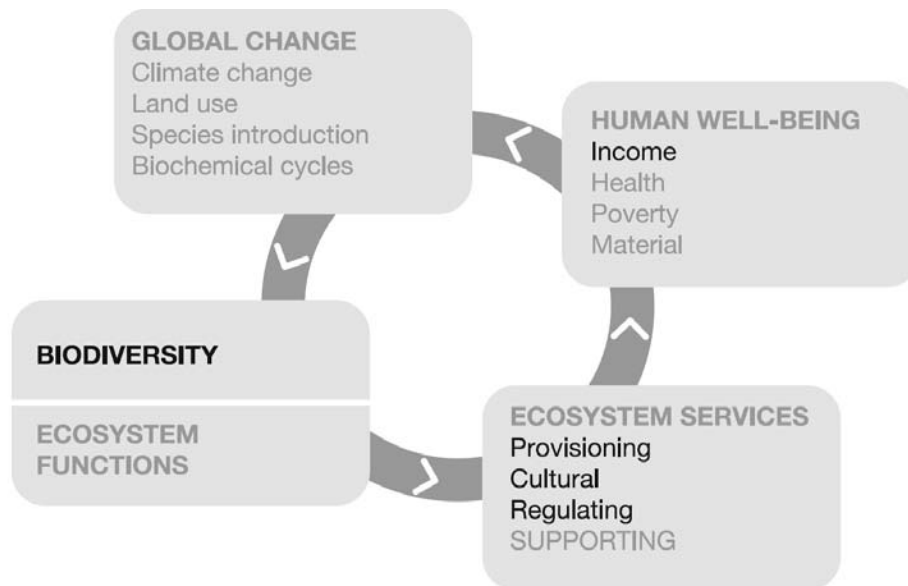 GLOBAL CHANGE
Climate change
Land use
Species introduction
Biochemical cycles
HUMAN WELL-BEING
Income
Health
Poverty
Material
BIODIVERSITY
ECOSYSTEM
FUNCTIONS
ECOSYSTEM SERVICES
Provisioning
Cultural
Regulating
SUPPORTING